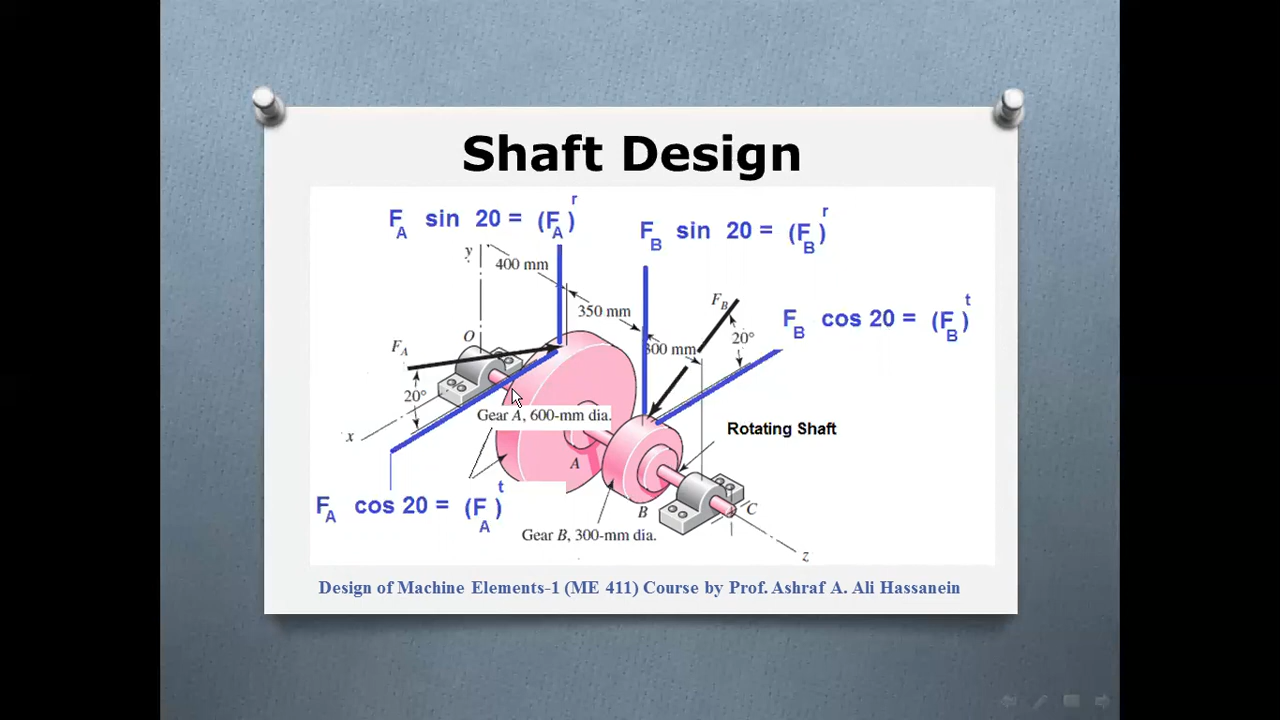 Shaft Design
F_A sin 20 = (F_A)^r
F_B sin 20 = (F_B)^r
y
400 mm
350 mm
F_B
F_B cos 20 = (F_B)^t
O
F_A
300 mm
20°
20°
Gear A, 600-mm dia.
x
Rotating Shaft
A
F_A cos 20 = (F_A)^t
B
C
Gear B, 300-mm dia.
z
Design of Machine Elements-1 (ME 411) Course by Prof. Ashraf A. Ali Hassanein